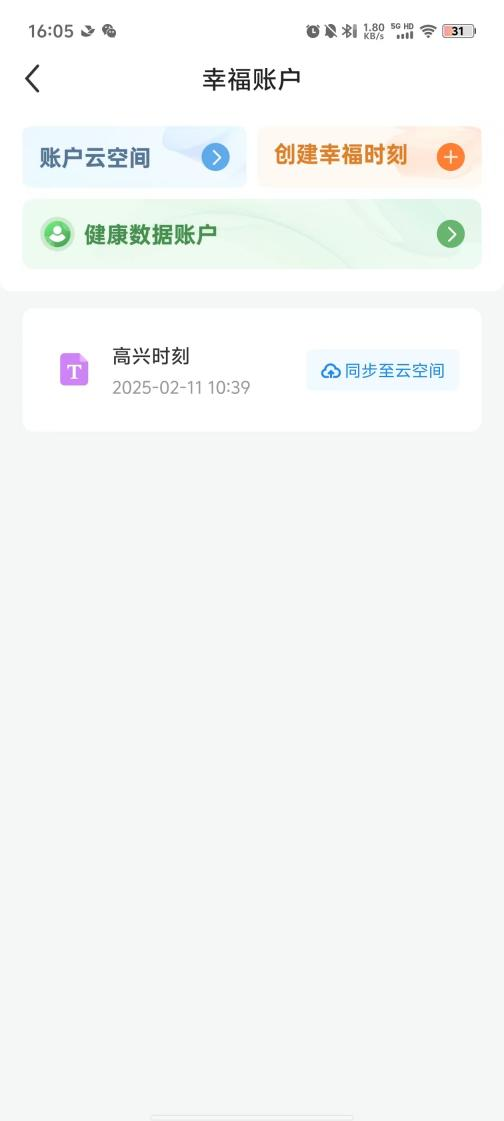 16:05 1.80 KB/s 5G HD 31
幸福账户
账户云空间 创建幸福时刻
健康数据账户
高兴时刻
T 同步至云空间
2025-02-11 10:39